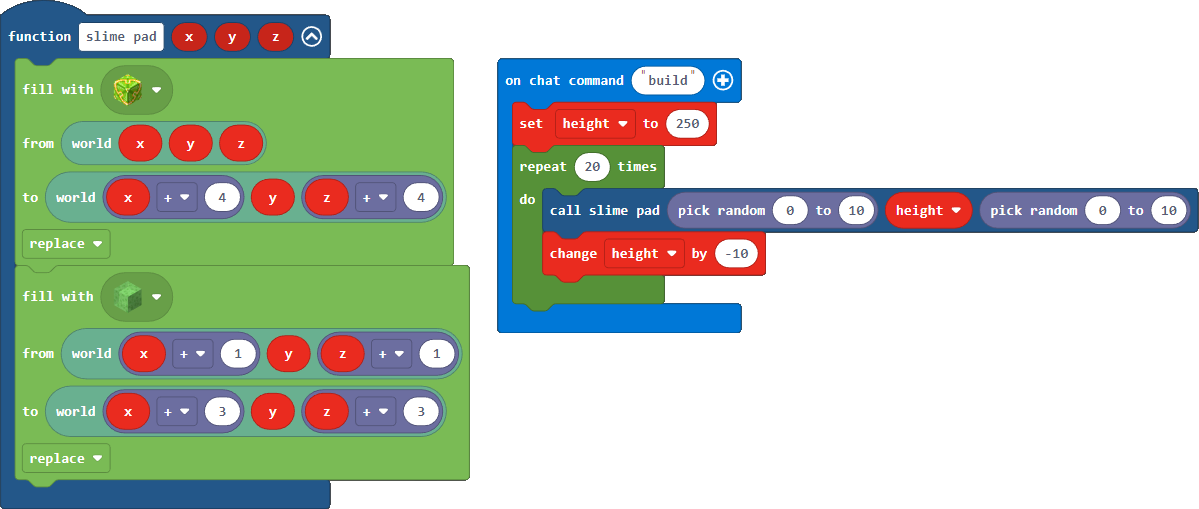 function slime pad x y z
fill with
from world x y z
to world x + 4 y z + 4
replace
fill with
from world x + 1 y z + 1
to world x + 3 y z + 3
replace
on chat command "build"
set height to 250
repeat 20 times
do
call slime pad pick random 0 to 10 height pick random 0 to 10
change height by -10